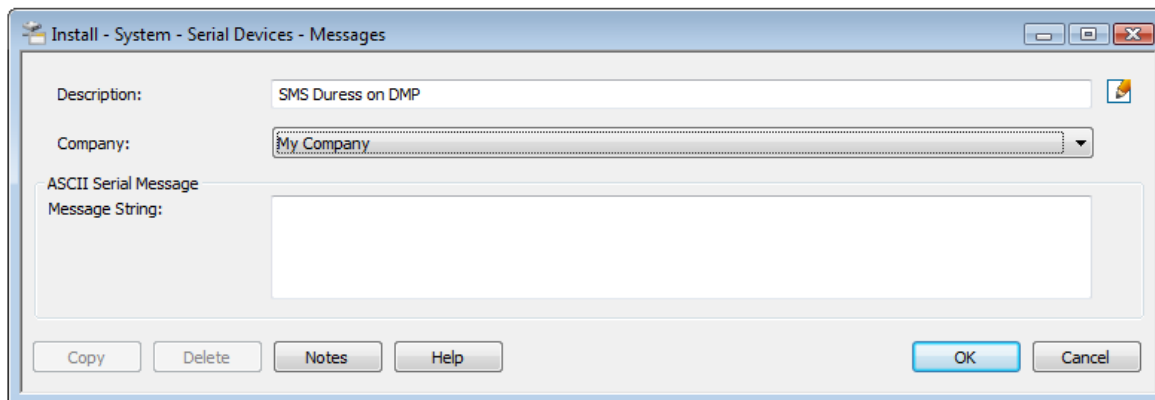 Install - System - Serial Devices - Messages
Description: SMS Duress on DMP
Company: My Company
ASCII Serial Message
Message String:
Copy Delete Notes Help OK Cancel